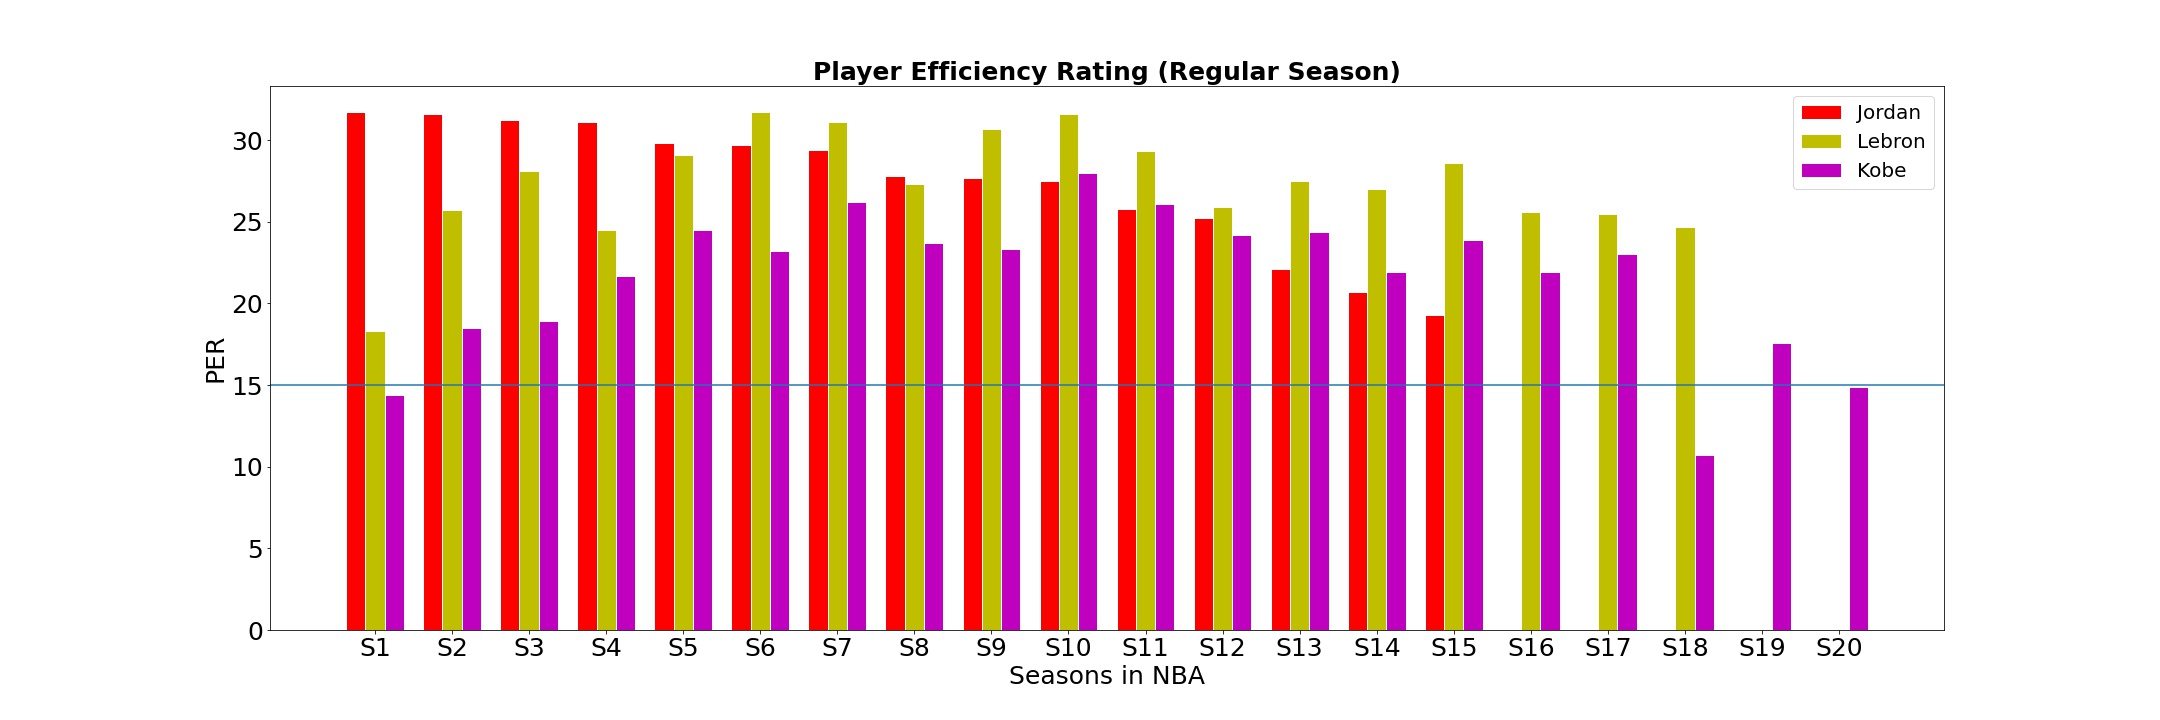 Player Efficiency Rating (Regular Season)
Jordan
Lebron
Kobe
PER
30
25
20
15
10
5
0
S1 S2 S3 S4 S5 S6 S7 S8 S9 S10 S11 S12 S13 S14 S15 S16 S17 S18 S19 S20
Seasons in NBA